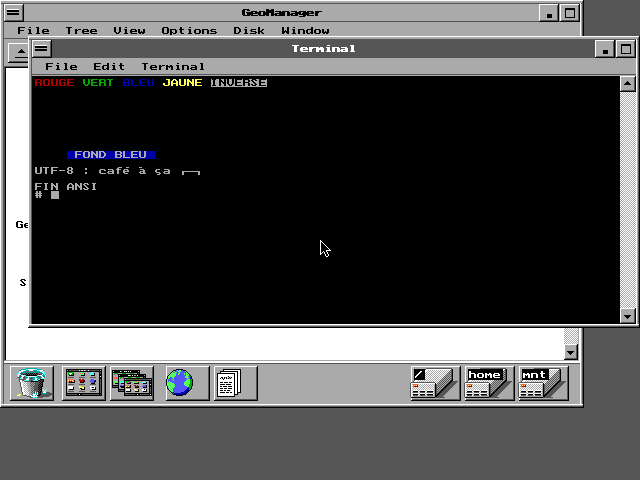 GeoManager
File Tree View Options Disk Window
Terminal
File Edit Terminal
ROUGE VERT BLEU JAUNE INVERSE
FOND BLEU
UTF-8 : café à ça ┌─┐
FIN ANSI
#
Ge
S
/
home
mnt